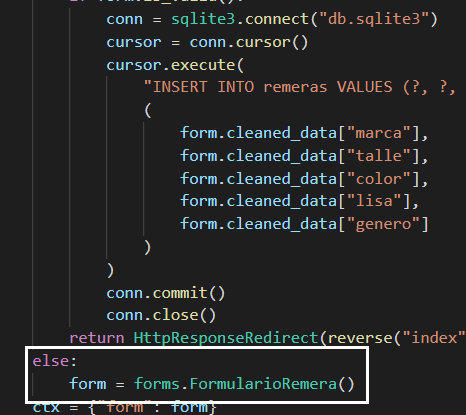 conn = sqlite3.connect("db.sqlite3")
cursor = conn.cursor()
cursor.execute(
"INSERT INTO remeras VALUES (?, ?,
(
form.cleaned_data["marca"],
form.cleaned_data["talle"],
form.cleaned_data["color"],
form.cleaned_data["lisa"],
form.cleaned_data["genero"]
)
)
conn.commit()
conn.close()
return HttpResponseRedirect(reverse("index"
else:
form = forms.FormularioRemera()
ctx = {"form": form}